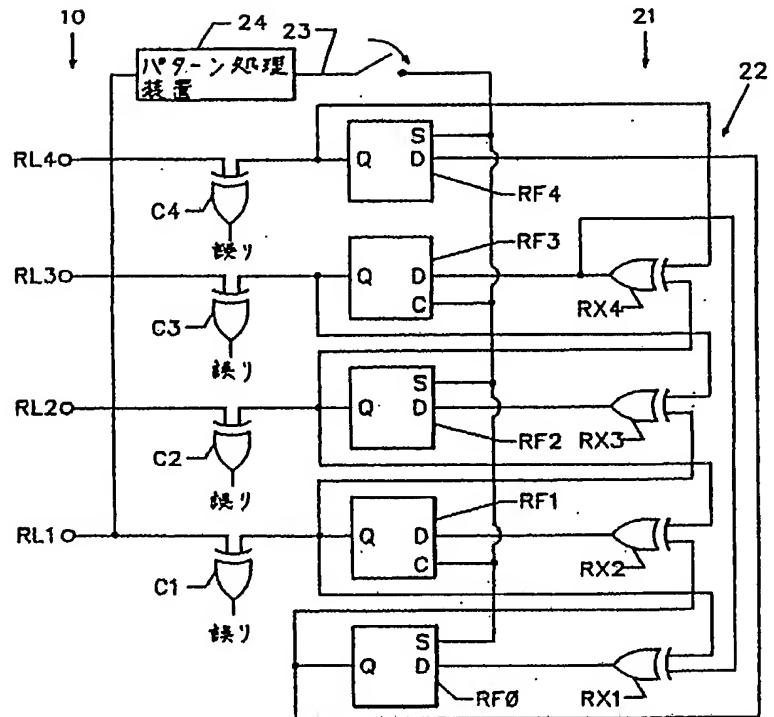 10
24
23
21
22
パターン処理
装置
RL4
S
Q
D
RF4
C4
誤り
RF3
RL3
Q
D
C
RX4
C3
誤り
RL2
S
Q
D
RX3
RF2
C2
誤り
RF1
RL1
Q
D
C
RX2
C1
誤り
S
Q
D
RFØ
RX1